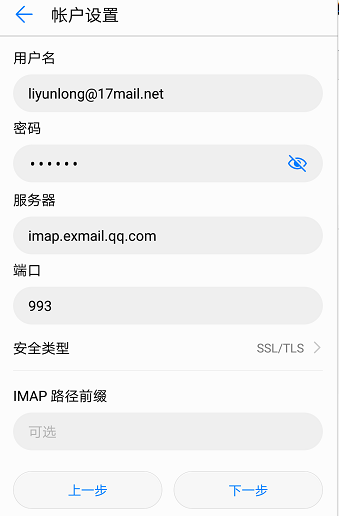 帐户设置
用户名
liyunlong@17mail.net
密码
••••••
服务器
imap.exmail.qq.com
端口
993
安全类型 SSL/TLS
IMAP 路径前缀
可选
上一步 下一步